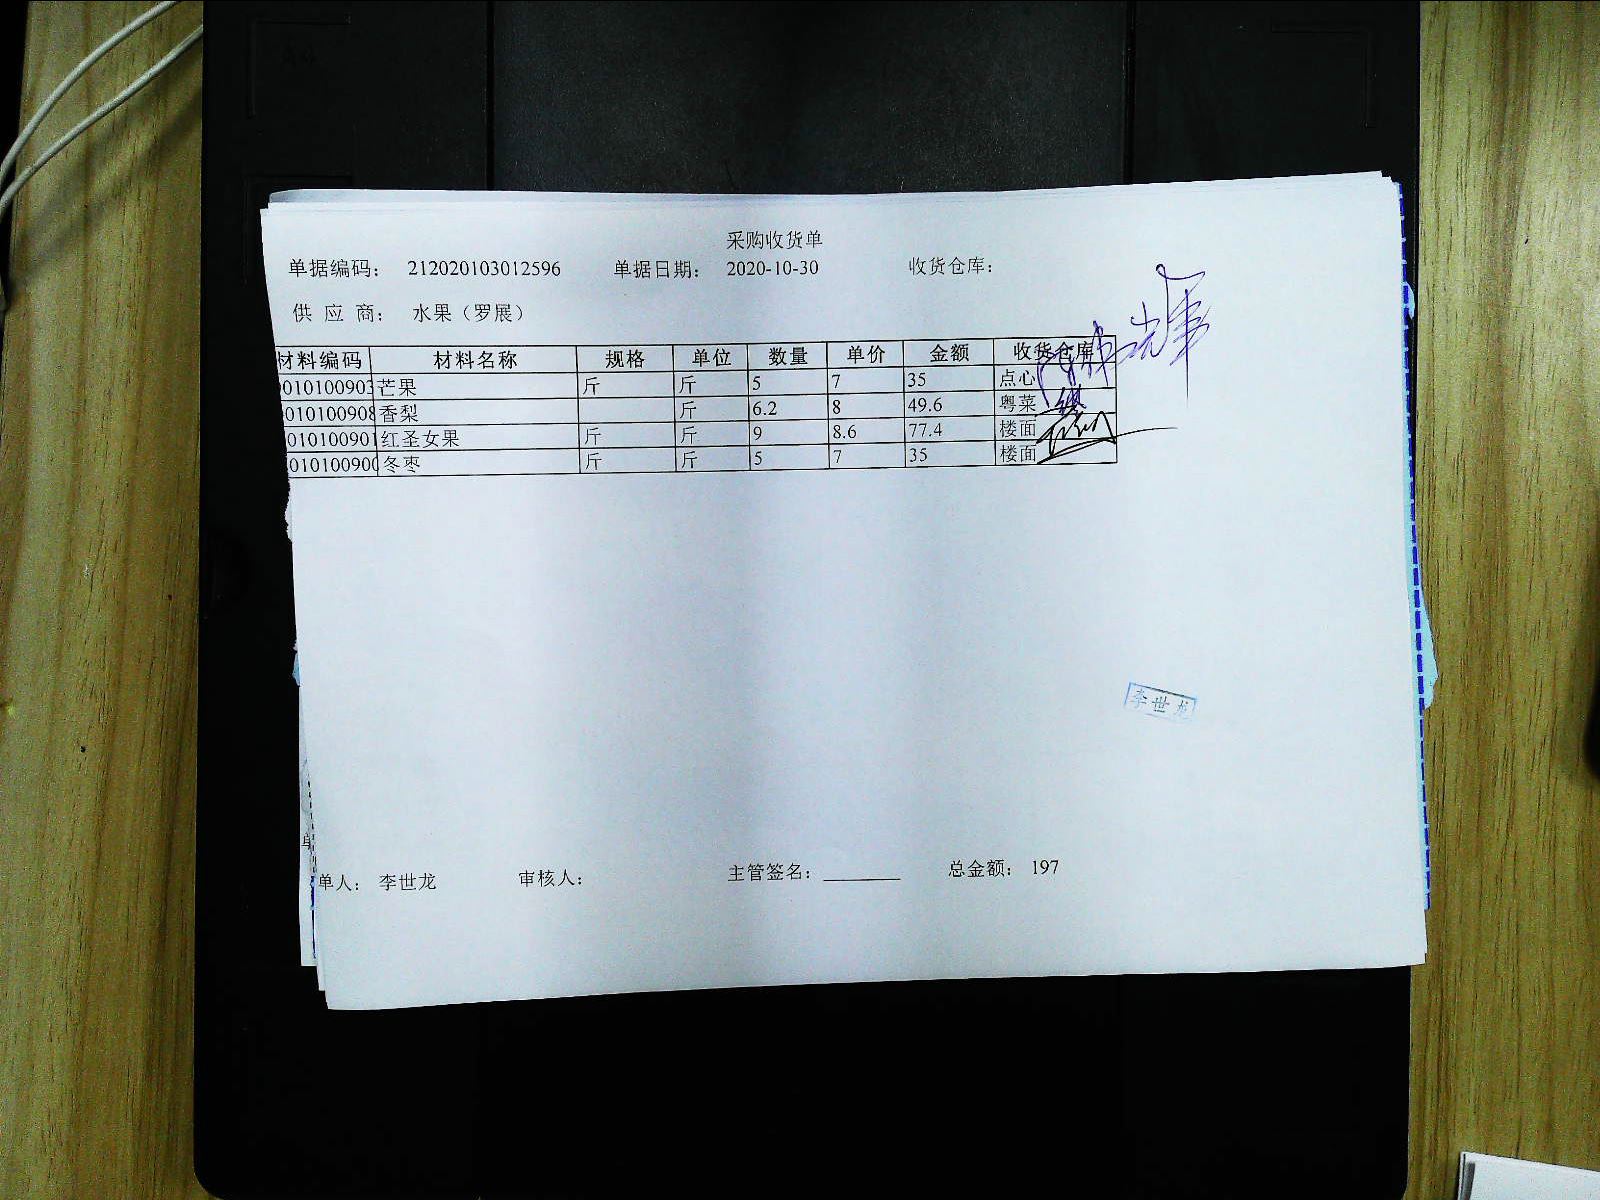 采购收货单
单据编码： 212020103012596 单据日期： 2020-10-30 收货仓库：
供 应 商： 水果（罗展）
材料编码 材料名称 规格 单位 数量 单价 金额 收货仓库
010100903 芒果 斤 斤 5 7 35 点心
010100908 香梨 斤 6.2 8 49.6 粤菜
010100901 红圣女果 斤 斤 9 8.6 77.4 楼面
010100900 冬枣 斤 斤 5 7 35 楼面
李世龙
单人： 李世龙 审核人： 主管签名：________ 总金额： 197